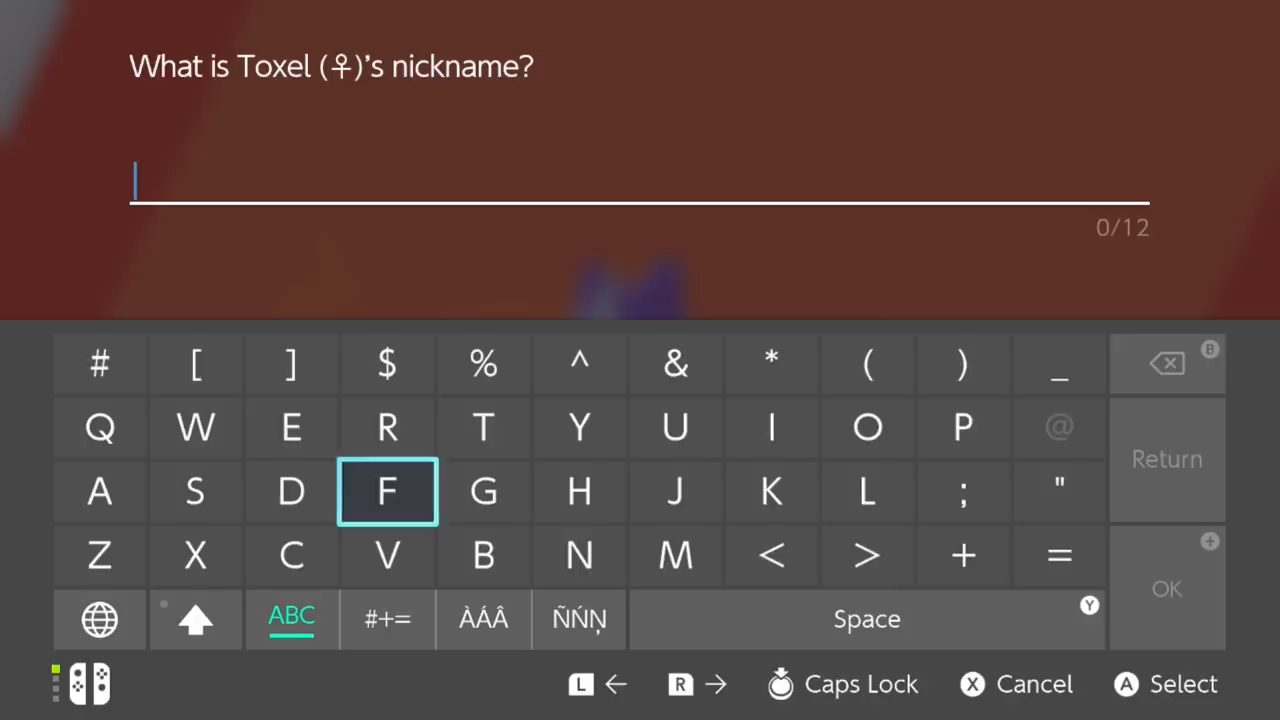 What is Toxel (♀)'s nickname?
0/12
# [ ] $ % ^ & * ( ) _ B
Q W E R T Y U I O P @
Return
A S D F G H J K L ; "
Z X C V B N M < > + =
+ OK
ABC #+= ÀÁÂ ÑŃŅ Space Y
L ← R → Caps Lock X Cancel A Select